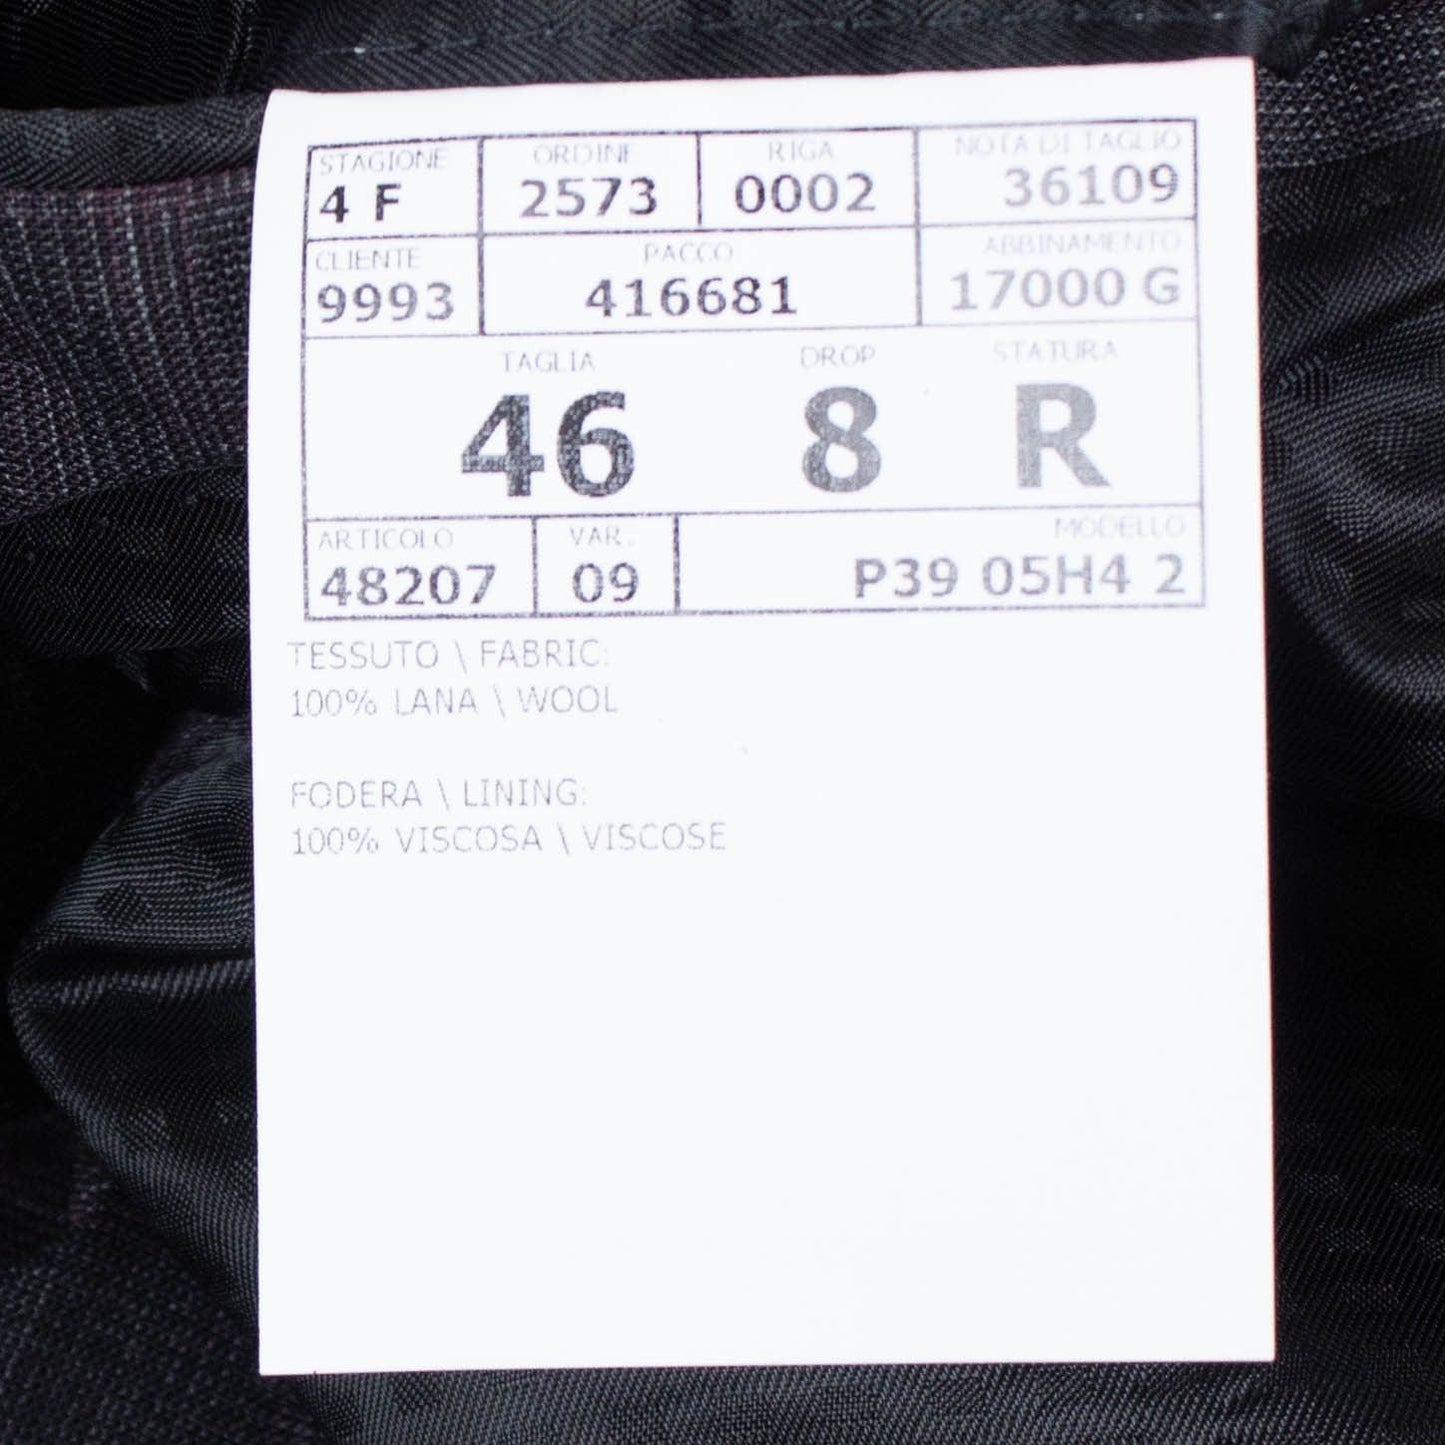 STAGIONE ORDINE RIGA NOTA DI TAGLIO
4 F 2573 0002 36109
CLIENTE PACCO ABBINAMENTO
9993 416681 17000 G
TAGLIA DROP STATURA
46 8 R
ARTICOLO VAR. MODELLO
48207 09 P39 05H4 2
TESSUTO \ FABRIC:
100% LANA \ WOOL
FODERA \ LINING:
100% VISCOSA \ VISCOSE